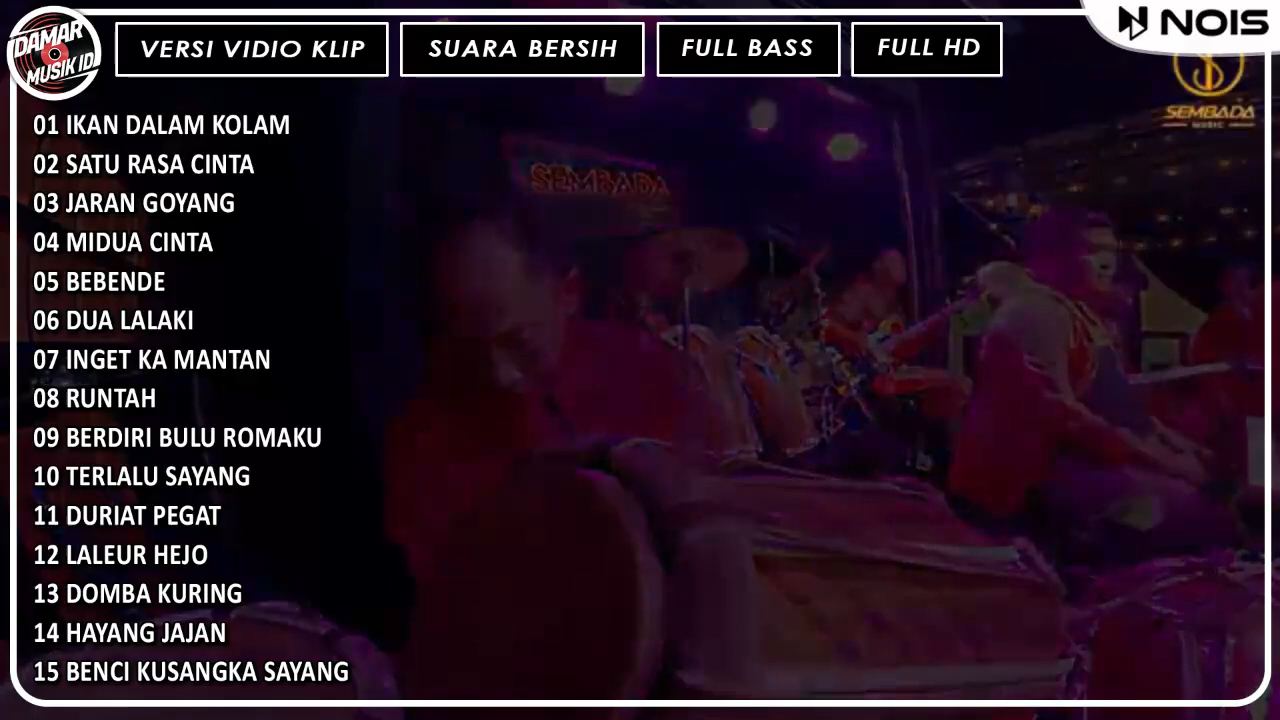 DAMAR
MUSIK ID
VERSI VIDIO KLIP
SUARA BERSIH
FULL BASS
FULL HD
NOIS
SEMBADA
MUSIC
SEMBADA
01 IKAN DALAM KOLAM
02 SATU RASA CINTA
03 JARAN GOYANG
04 MIDUA CINTA
05 BEBENDE
06 DUA LALAKI
07 INGET KA MANTAN
08 RUNTAH
09 BERDIRI BULU ROMAKU
10 TERLALU SAYANG
11 DURIAT PEGAT
12 LALEUR HEJO
13 DOMBA KURING
14 HAYANG JAJAN
15 BENCI KUSANGKA SAYANG